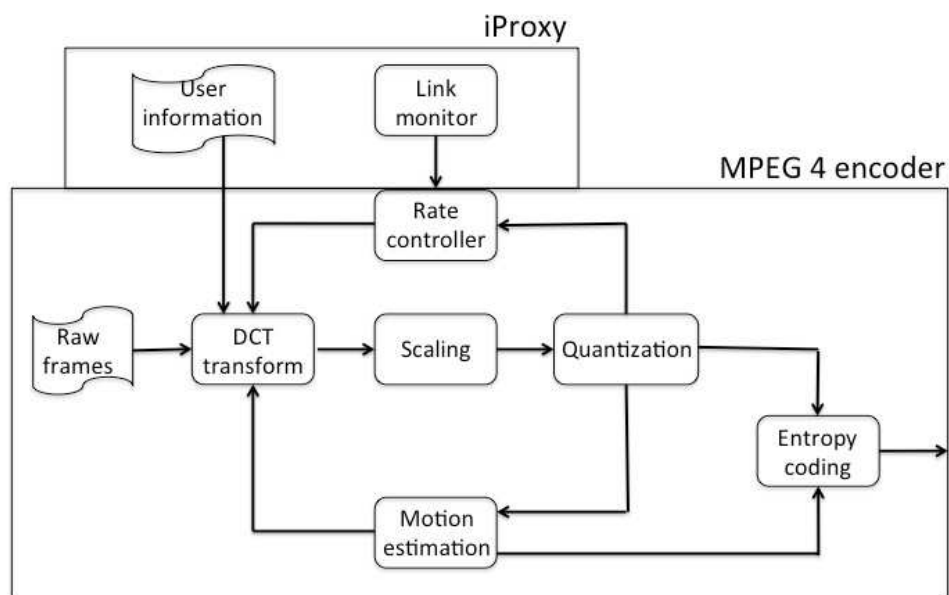 iProxy
User
information
Link
monitor
MPEG 4 encoder
Rate
controller
Raw
frames
DCT
transform
Scaling
Quantization
Entropy
coding
Motion
estimation